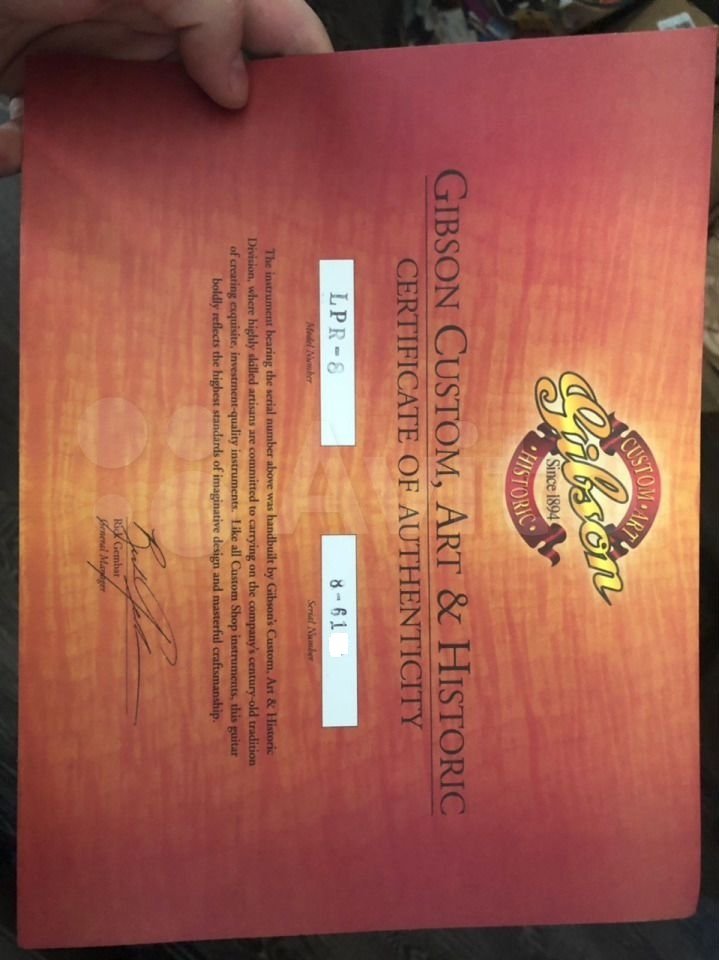 CUSTOM • ART
Gibson
Since 1894
• HISTORIC •
GIBSON CUSTOM, ART & HISTORIC
CERTIFICATE OF AUTHENTICITY
LPR-8
8-61
Model Number
Serial Number
The instrument bearing the serial number above was handbuilt by Gibson's Custom, Art & Historic
Division, where highly skilled artisans are committed to carrying on the company's century-old tradition
of creating exquisite, investment-quality instruments. Like all Custom Shop instruments, this guitar
boldly reflects the highest standards of imaginative design and masterful craftsmanship.
Rick Gembar
General Manager